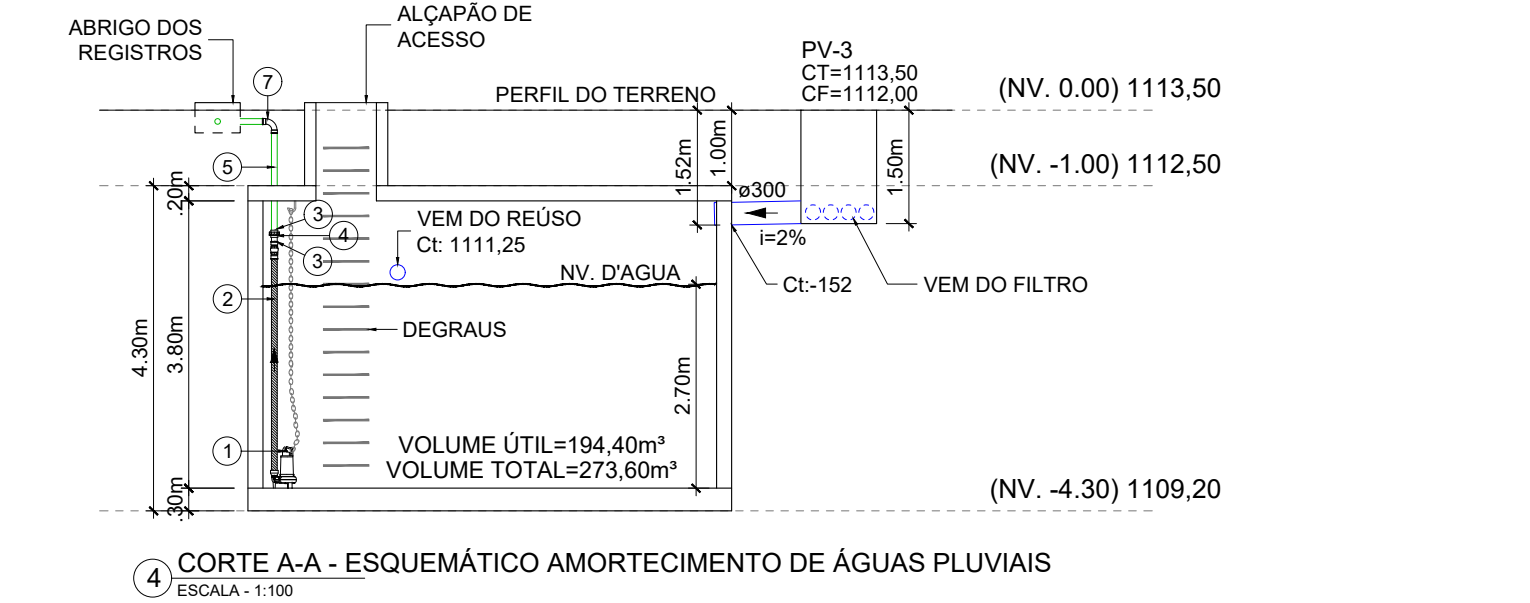 ABRIGO DOS
REGISTROS
ALÇAPÃO DE
ACESSO
7
PERFIL DO TERRENO
PV-3
CT=1113,50
CF=1112,00
(NV. 0.00) 1113,50
5
1.52m
1.00m
1.50m
(NV. -1.00) 1112,50
.20m
ø300
3
4
3
VEM DO REÚSO
Ct: 1111,25
i=2%
NV. D'AGUA
Ct:-152
VEM DO FILTRO
2
DEGRAUS
4.30m
3.80m
2.70m
1
VOLUME ÚTIL=194,40m³
VOLUME TOTAL=273,60m³
.30m
(NV. -4.30) 1109,20
4
CORTE A-A - ESQUEMÁTICO AMORTECIMENTO DE ÁGUAS PLUVIAIS
ESCALA - 1:100